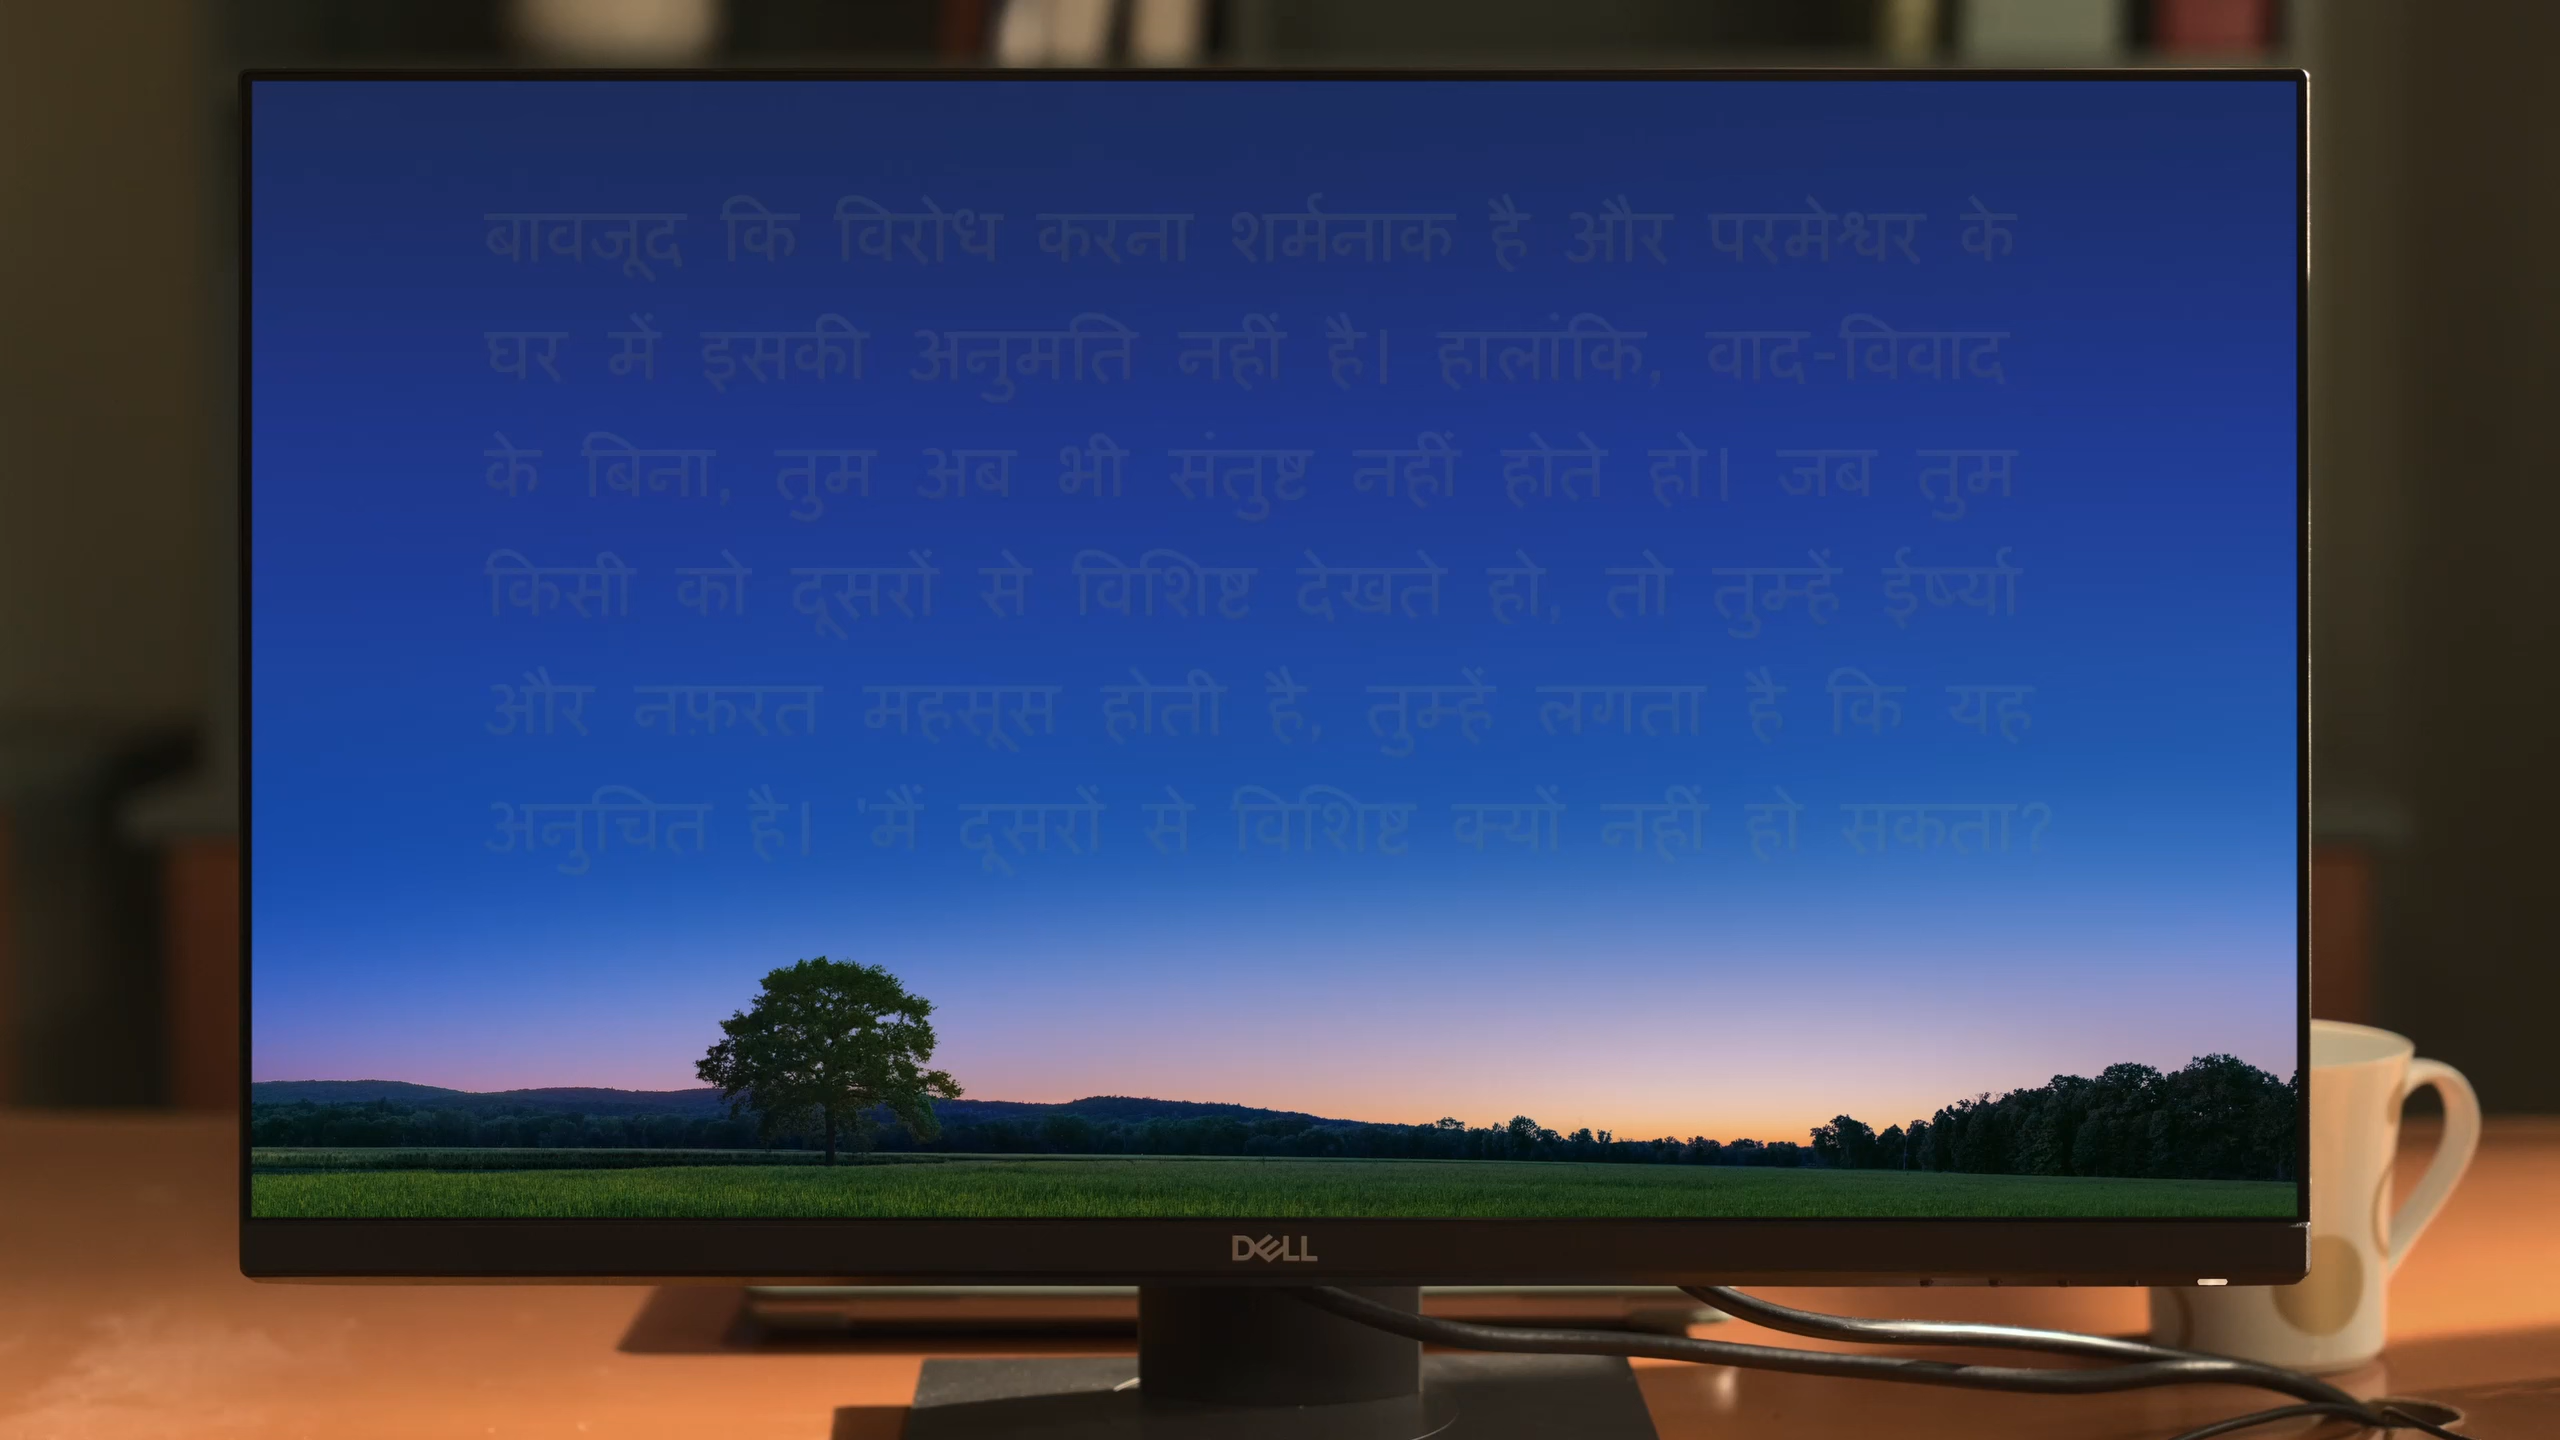 बावजूद कि विरोध करना शर्मनाक है और परमेश्वर के
घर में इसकी अनुमति नहीं है। हालांकि, वाद-विवाद
के बिना, तुम अब भी संतुष्ट नहीं होते हो। जब तुम
किसी को दूसरों से विशिष्ट देखते हो, तो तुम्हें ईर्ष्या
और नफ़रत महसूस होती है, तुम्हें लगता है कि यह
अनुचित है। 'मैं दूसरों से विशिष्ट क्यों नहीं हो सकता?
DELL